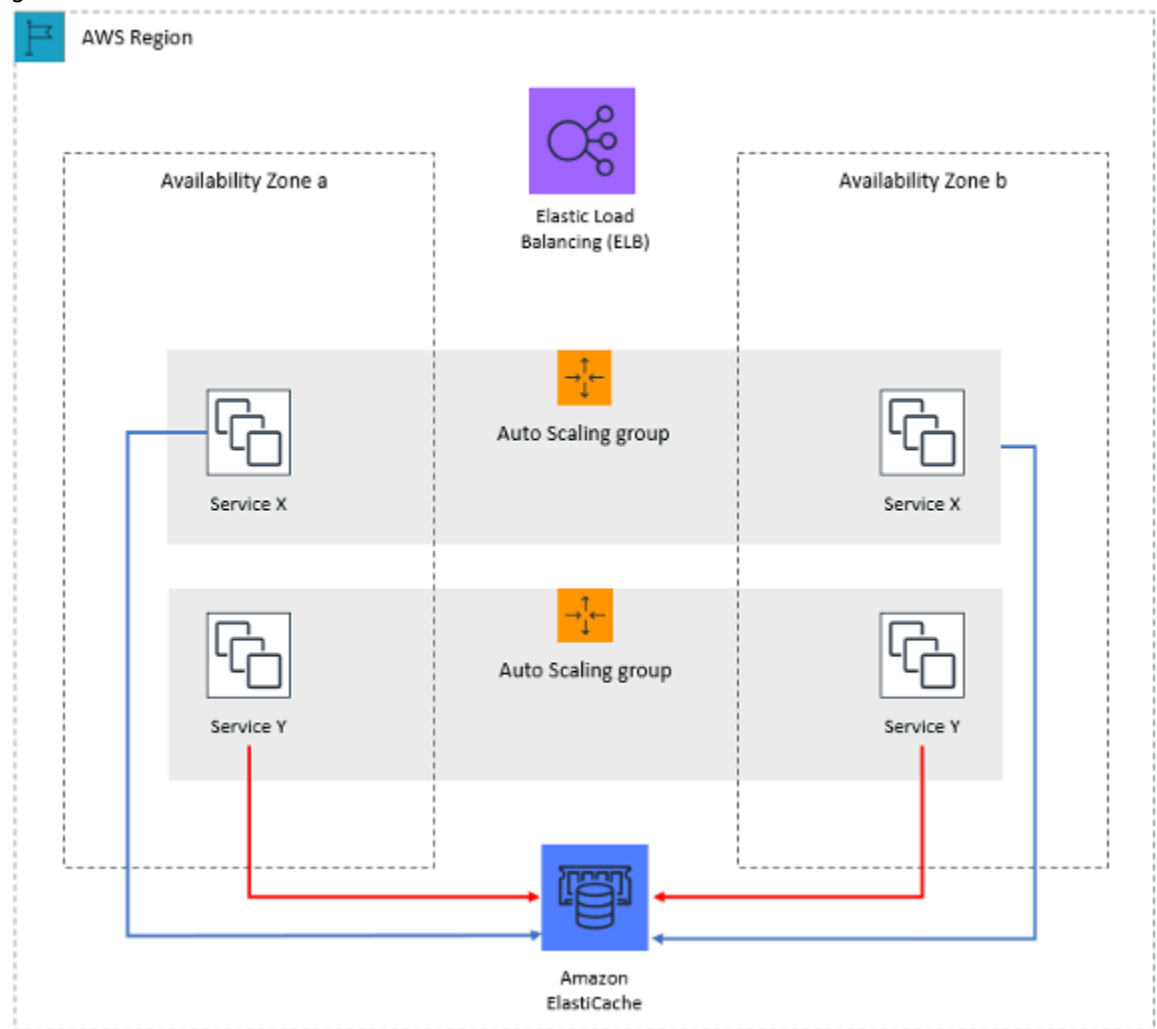 AWS Region
Elastic Load
Balancing (ELB)
Availability Zone a
Availability Zone b
Auto Scaling group
Service X
Service X
Auto Scaling group
Service Y
Service Y
Amazon
ElastiCache